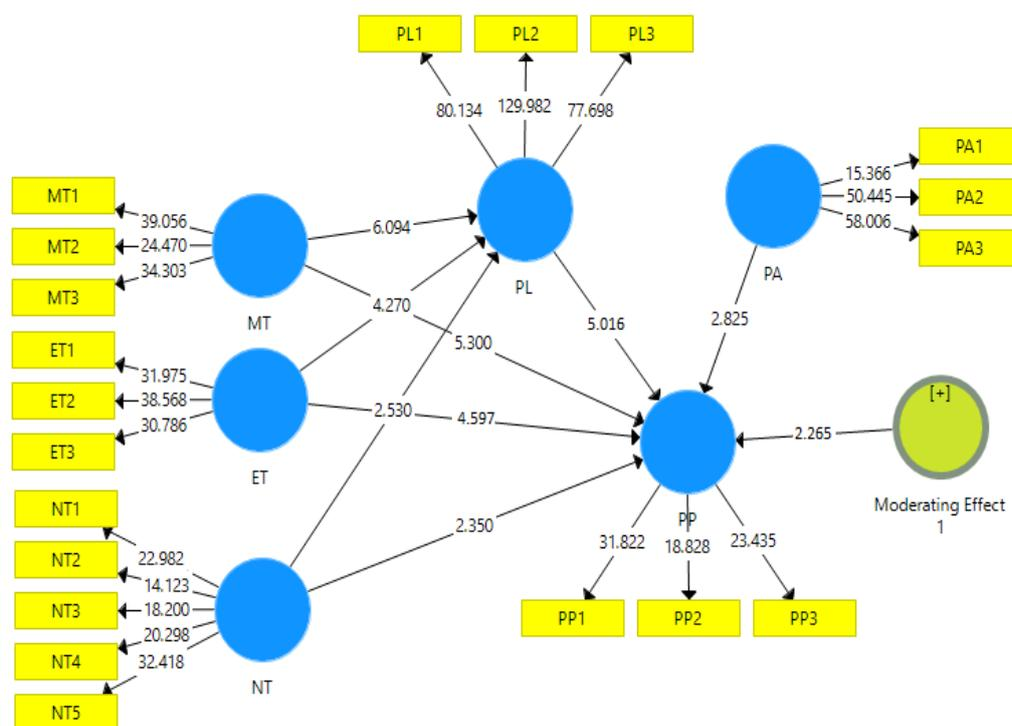 PL1 PL2 PL3
80.134 129.982 77.698
PL
PA1
PA2
PA3
15.366
50.445
58.006
PA
MT1
MT2
MT3
39.056
24.470
34.303
MT
6.094
ET1
ET2
ET3
31.975
38.568
30.786
ET
4.270
5.300
5.016
2.825
2.530
4.597
2.265
[+]
Moderating Effect
1
NT1
NT2
NT3
NT4
NT5
22.982
14.123
18.200
20.298
32.418
NT
2.350
PP
31.822 18.828 23.435
PP1 PP2 PP3